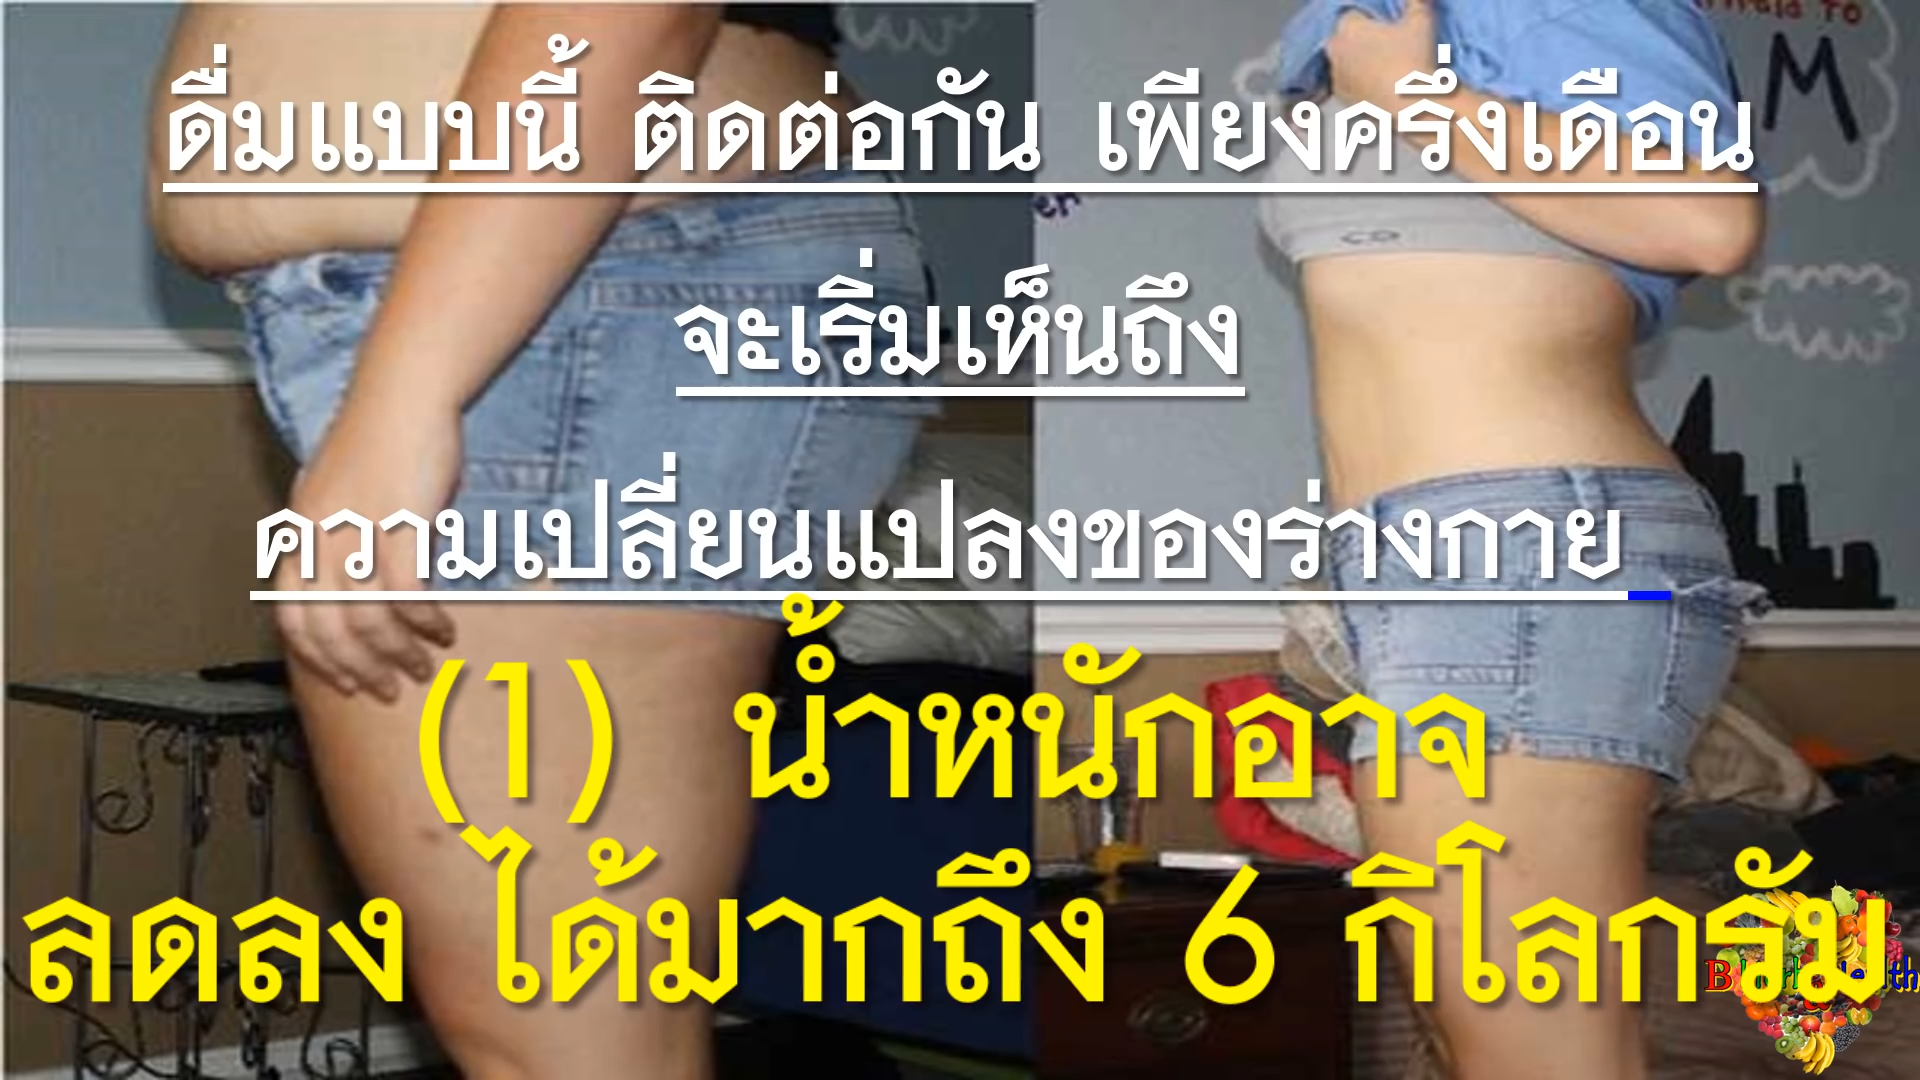 ดื่มแบบนี้ ติดต่อกัน เพียงครึ่งเดือน
จะเริ่มเห็นถึง
ความเปลี่ยนแปลงของร่างกาย
(1) น้ำหนักอาจ
ลดลง ได้มากถึง 6 กิโลกรัม
M